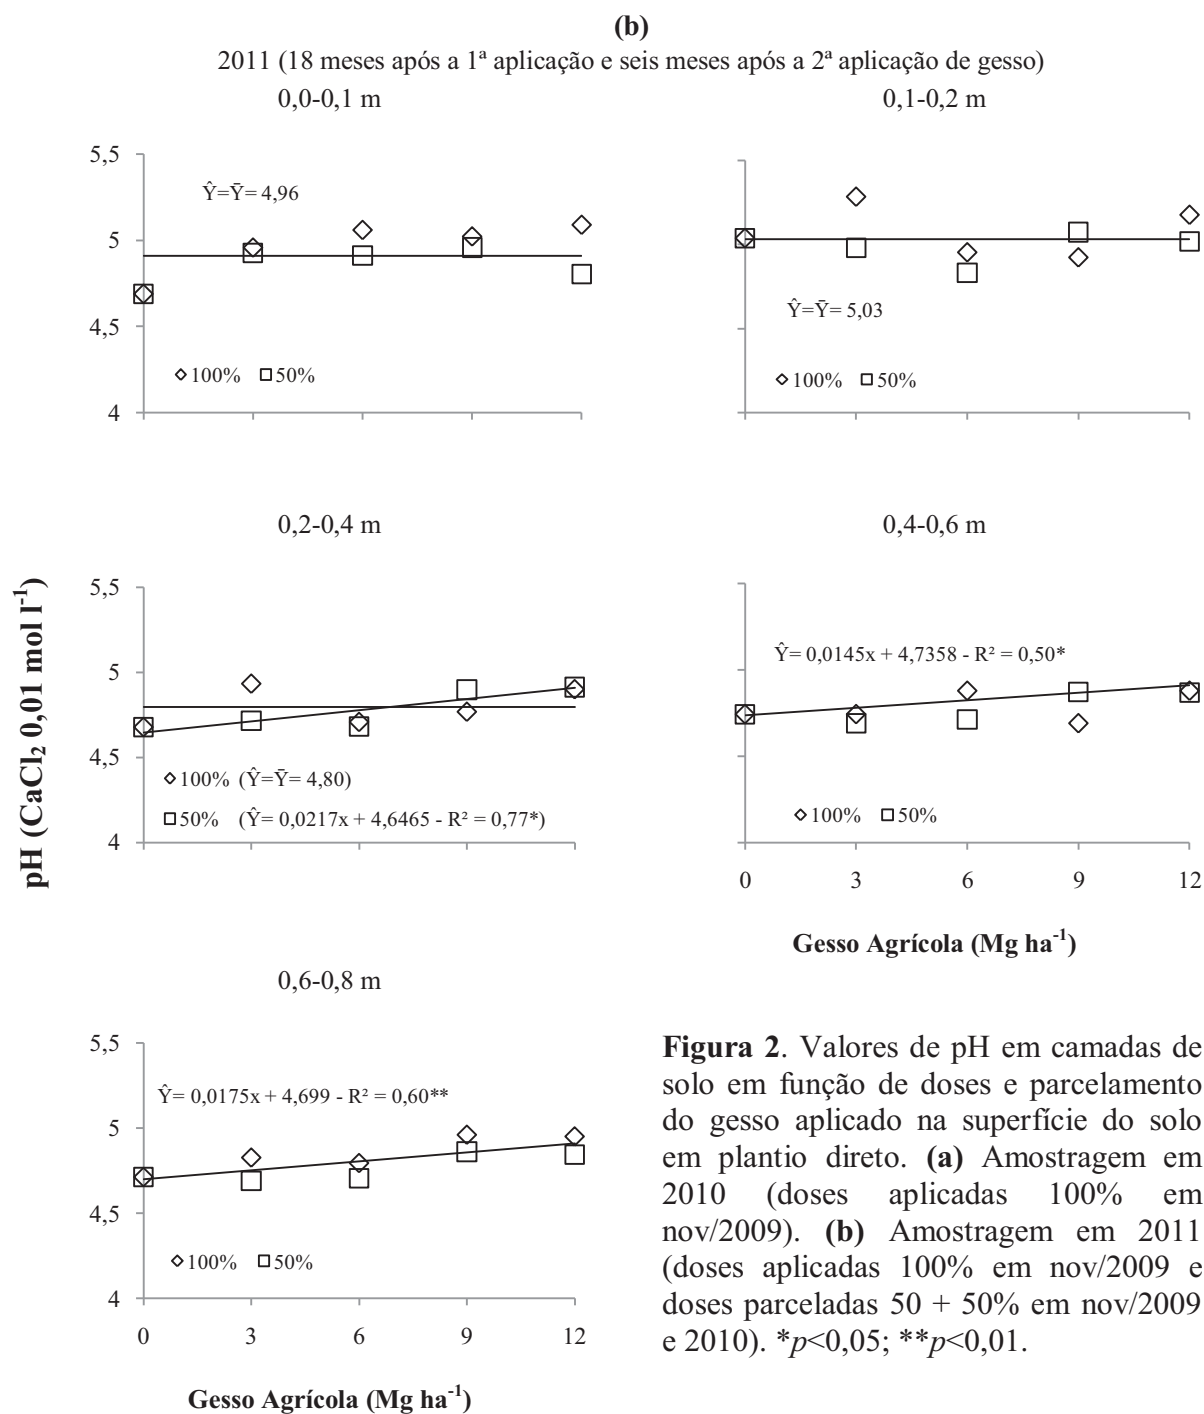 (b)
2011 (18 meses após a 1ª aplicação e seis meses após a 2ª aplicação de gesso)
0,0-0,1 m
5,5
5
4,5
4
Ŷ=Ȳ= 4,96
100% 50%
0,1-0,2 m
Ŷ=Ȳ= 5,03
100% 50%
pH (CaCl₂ 0,01 mol l⁻¹)
0,2-0,4 m
5,5
5
4,5
4
100% (Ŷ=Ȳ= 4,80)
50% (Ŷ= 0,0217x + 4,6465 - R² = 0,77*)
0,4-0,6 m
Ŷ= 0,0145x + 4,7358 - R² = 0,50*
100% 50%
0 3 6 9 12
Gesso Agrícola (Mg ha⁻¹)
0,6-0,8 m
5,5
5
4,5
4
Ŷ= 0,0175x + 4,699 - R² = 0,60**
100% 50%
0 3 6 9 12
Gesso Agrícola (Mg ha⁻¹)
Figura 2. Valores de pH em camadas de
solo em função de doses e parcelamento
do gesso aplicado na superfície do solo
em plantio direto. (a) Amostragem em
2010 (doses aplicadas 100% em
nov/2009). (b) Amostragem em 2011
(doses aplicadas 100% em nov/2009 e
doses parceladas 50 + 50% em nov/2009
e 2010). *p<0,05; **p<0,01.